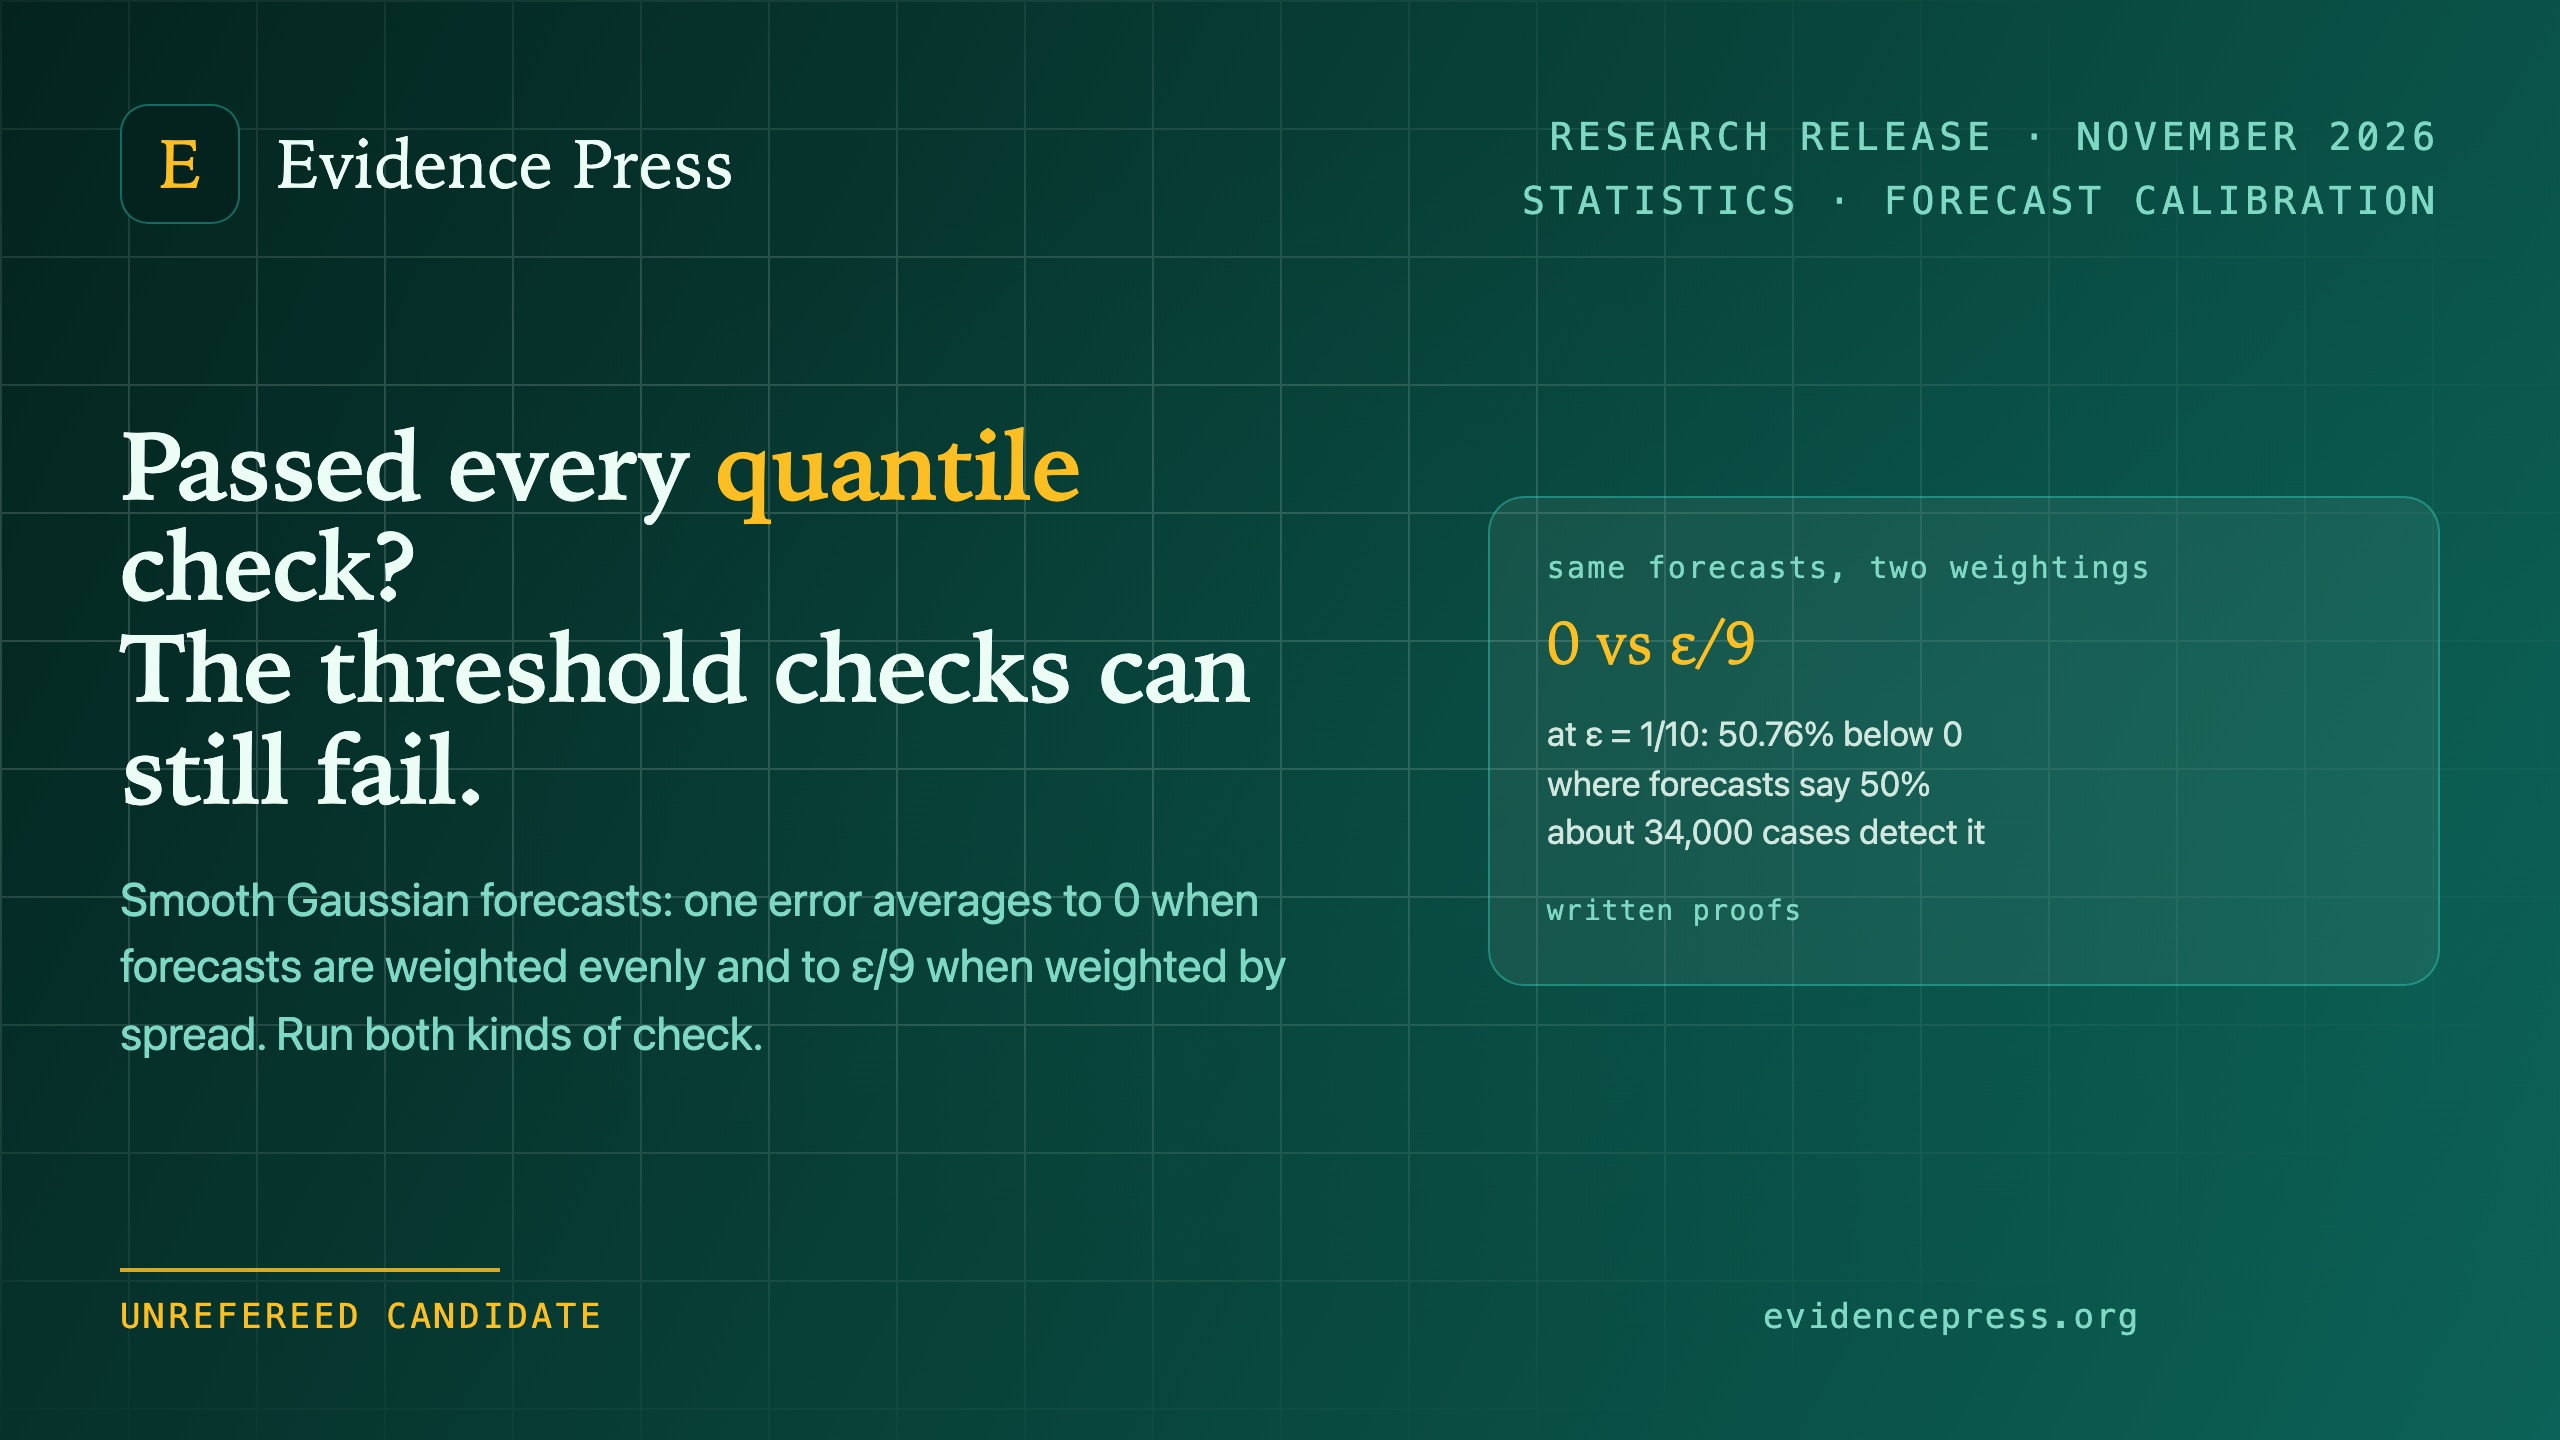 E
Evidence Press
RESEARCH RELEASE · NOVEMBER 2026
STATISTICS · FORECAST CALIBRATION
Passed every quantile
check?
The threshold checks can
still fail.
Smooth Gaussian forecasts: one error averages to 0 when
forecasts are weighted evenly and to ε/9 when weighted by
spread. Run both kinds of check.
same forecasts, two weightings
0 vs ε/9
at ε = 1/10: 50.76% below 0
where forecasts say 50%
about 34,000 cases detect it
written proofs
UNREFEREED CANDIDATE
evidencepress.org